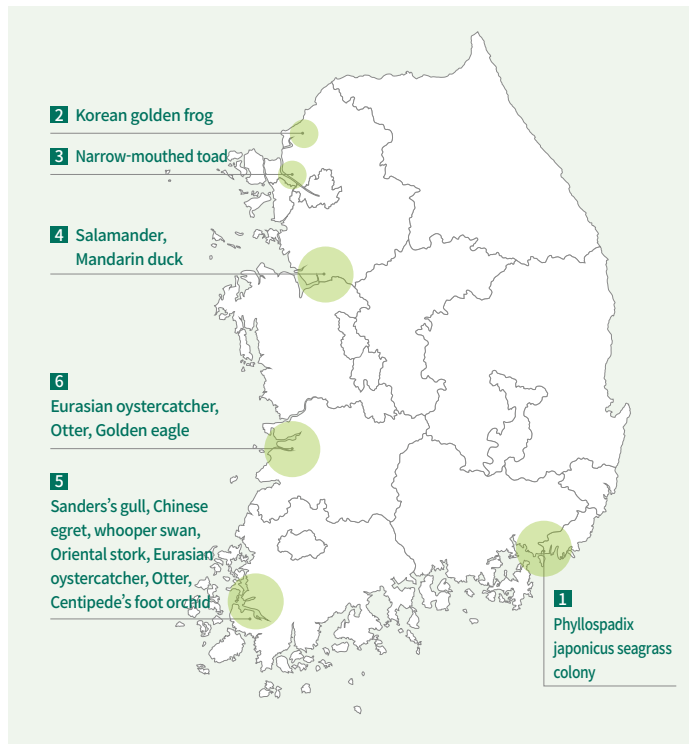 2 Korean golden frog
3 Narrow-mouthed toad
4 Salamander,
Mandarin duck
6
Eurasian oystercatcher,
Otter, Golden eagle
5
Sanders’s gull, Chinese
egret, whooper swan,
Oriental stork, Eurasian
oystercatcher, Otter,
Centipede’s foot orchid
1
Phyllospadix
japonicus seagrass
colony